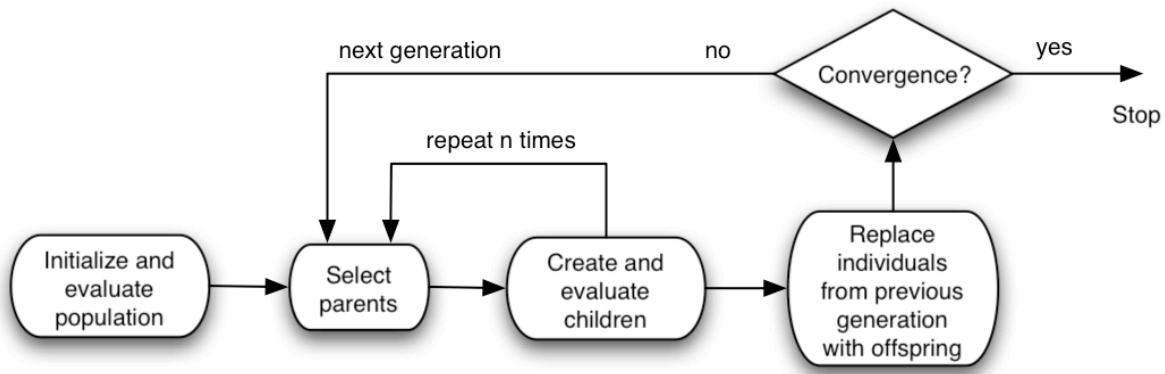 next generation
no
Convergence?
yes
Stop
repeat n times
Initialize and
evaluate
population
Select
parents
Create and
evaluate
children
Replace
individuals
from previous
generation
with offspring